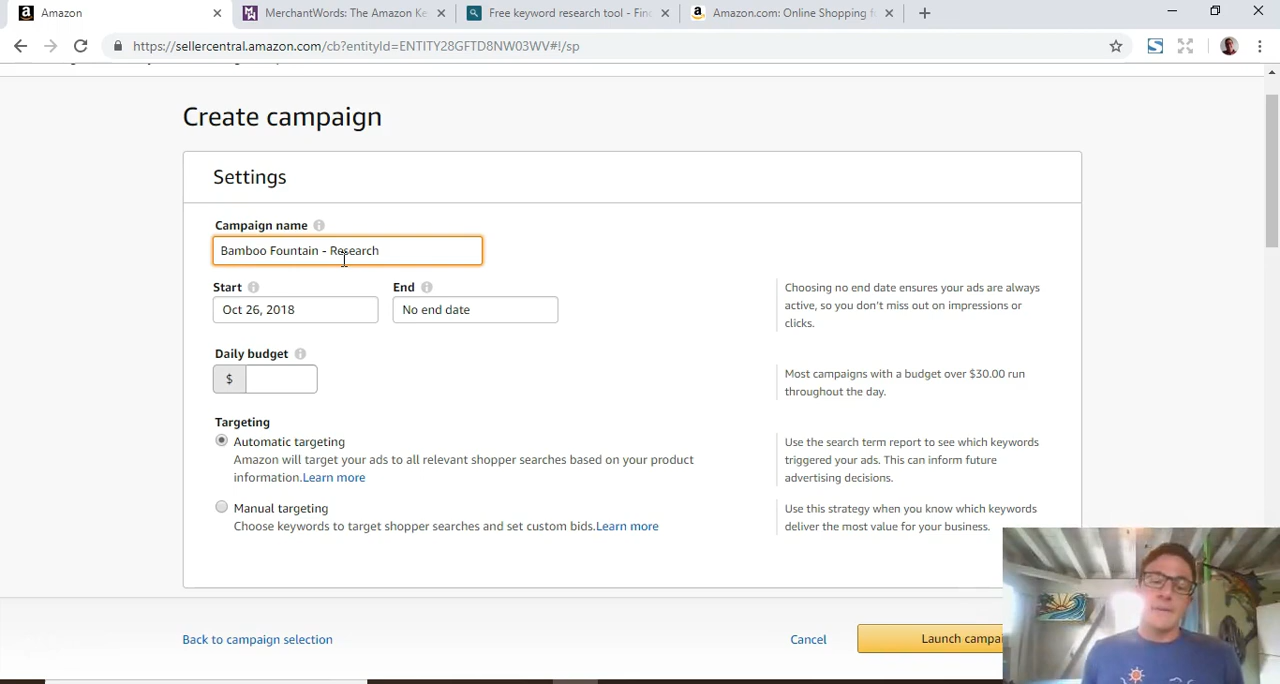 Amazon
MerchantWords: The Amazon Ke
Free keyword research tool - Fin
Amazon.com: Online Shopping f
https://sellercentral.amazon.com/cb?entityId=ENTITY28GFTD8NW03WV#!/sp
Create campaign
Settings
Campaign name
Bamboo Fountain - Research
Start
End
Oct 26, 2018
No end date
Choosing no end date ensures your ads are always
active, so you don't miss out on impressions or
clicks.
Daily budget
$
Most campaigns with a budget over $30.00 run
throughout the day.
Targeting
Automatic targeting
Amazon will target your ads to all relevant shopper searches based on your product
information.Learn more
Use the search term report to see which keywords
triggered your ads. This can inform future
advertising decisions.
Manual targeting
Choose keywords to target shopper searches and set custom bids.Learn more
Use this strategy when you know which keywords
deliver the most value for your business.
Back to campaign selection
Cancel
Launch campa